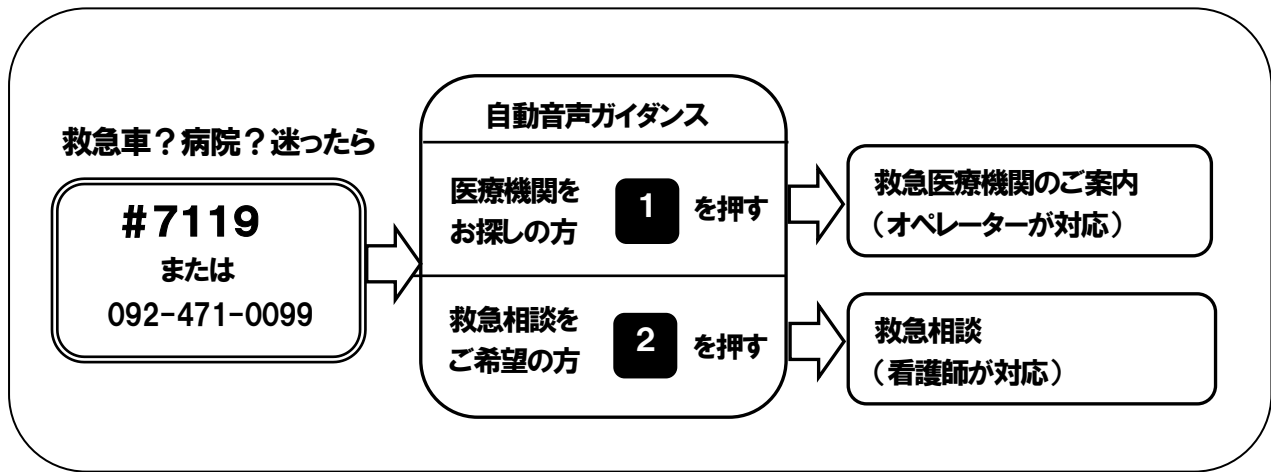 救急車？病院？迷ったら
#7119
または
092-471-0099
自動音声ガイダンス
医療機関を
お探しの方
1
を押す
救急相談を
ご希望の方
2
を押す
救急医療機関のご案内
（オペレーターが対応）
救急相談
（看護師が対応）